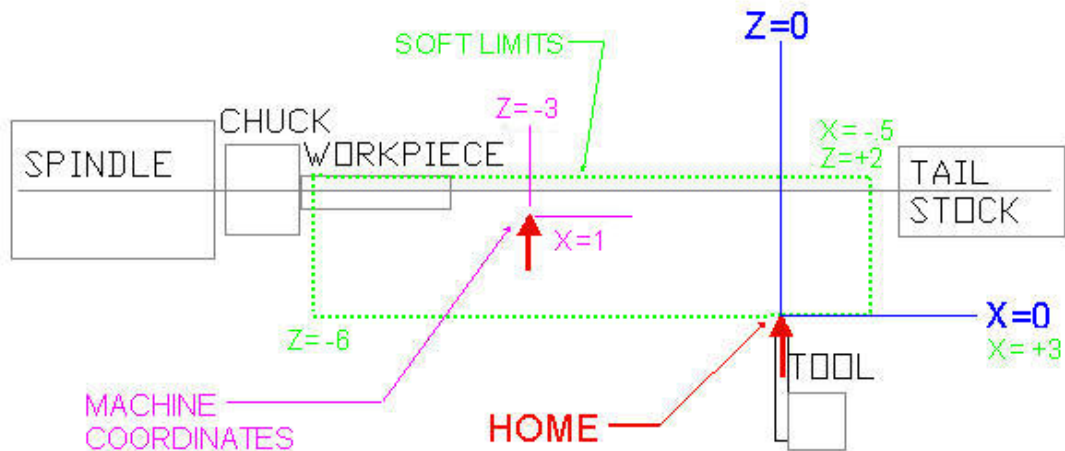 Z=0
SOFT LIMITS
Z=-3
CHUCK
X=-.5
Z=+2
SPINDLE
WORKPIECE
TAIL
STOCK
X=1
X=0
Z=-6
X=+3
TOOL
MACHINE
COORDINATES
HOME